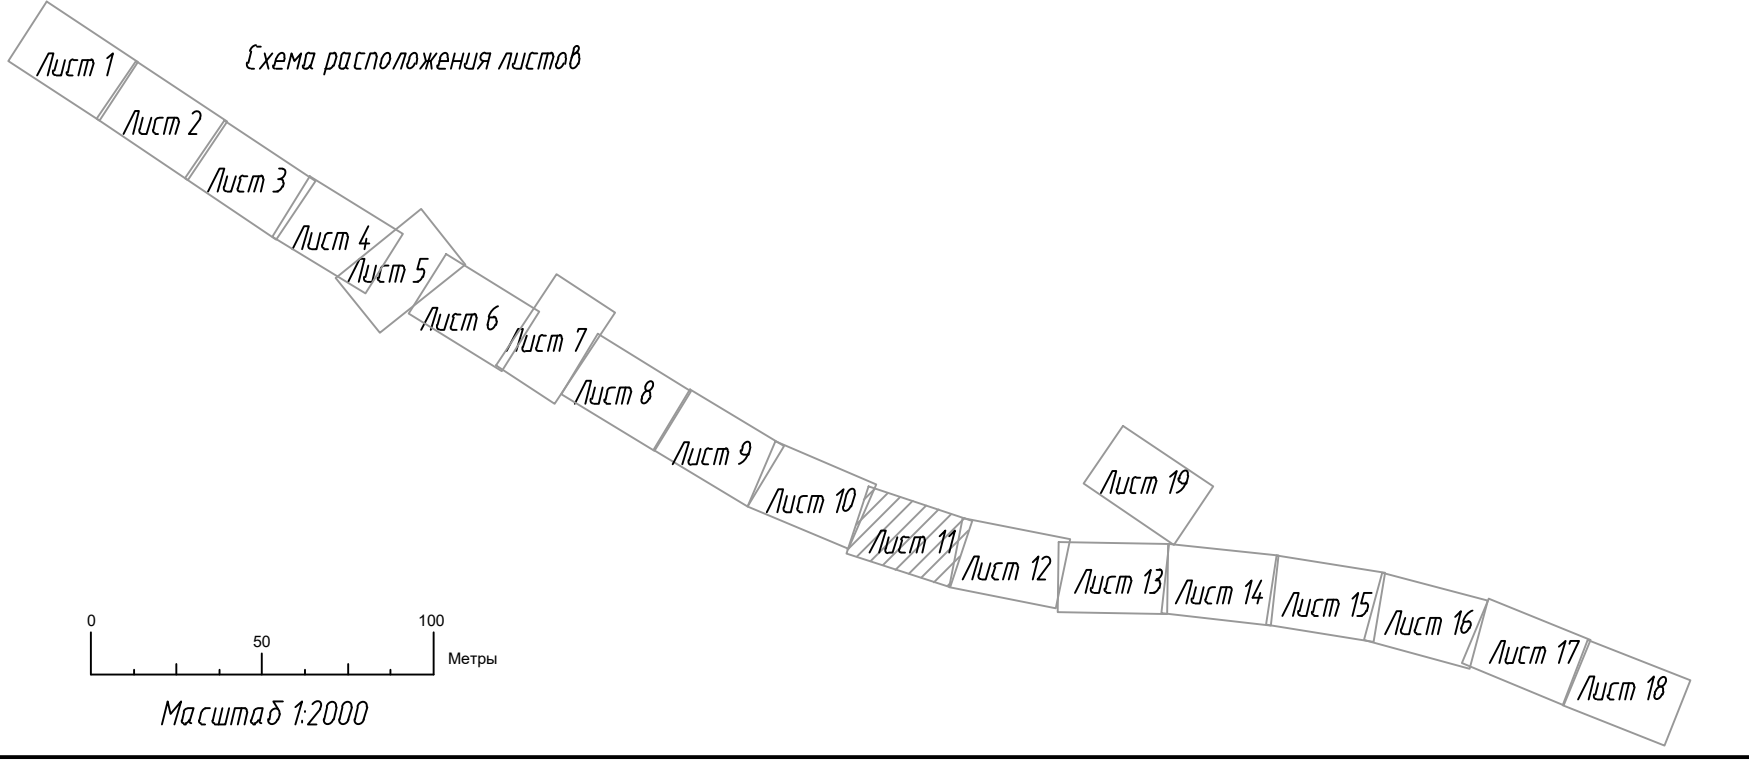 Схема расположения листов
Лист 1
Лист 2
Лист 3
Лист 4
Лист 5
Лист 6
Лист 7
Лист 8
Лист 9
Лист 10
Лист 11
Лист 12
Лист 13
Лист 14
Лист 15
Лист 16
Лист 17
Лист 18
Лист 19
0 50 100
Метры
Масштаб 1:2000